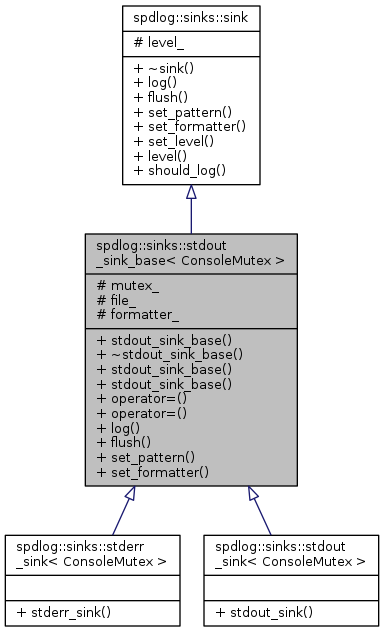 spdlog::sinks::sink
# level_
+ ~sink()
+ log()
+ flush()
+ set_pattern()
+ set_formatter()
+ set_level()
+ level()
+ should_log()
spdlog::sinks::stdout
_sink_base< ConsoleMutex >
# mutex_
# file_
# formatter_
+ stdout_sink_base()
+ ~stdout_sink_base()
+ stdout_sink_base()
+ stdout_sink_base()
+ operator=()
+ operator=()
+ log()
+ flush()
+ set_pattern()
+ set_formatter()
spdlog::sinks::stderr
_sink< ConsoleMutex >
+ stderr_sink()
spdlog::sinks::stdout
_sink< ConsoleMutex >
+ stdout_sink()